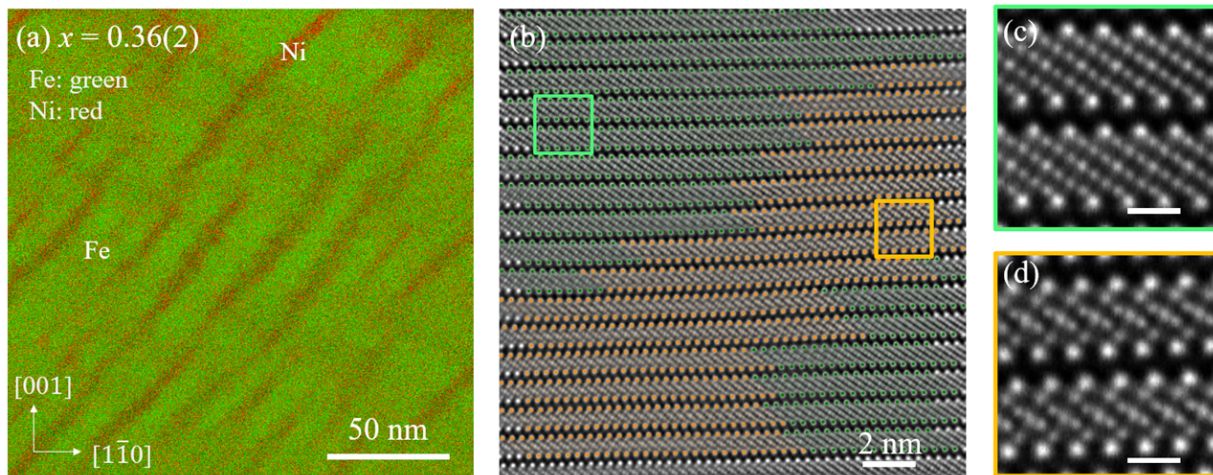 (a) x = 0.36(2)
Ni
Fe: green
Ni: red
Fe
[001]
[11̅0]
50 nm
(b)
2 nm
(c)
(d)